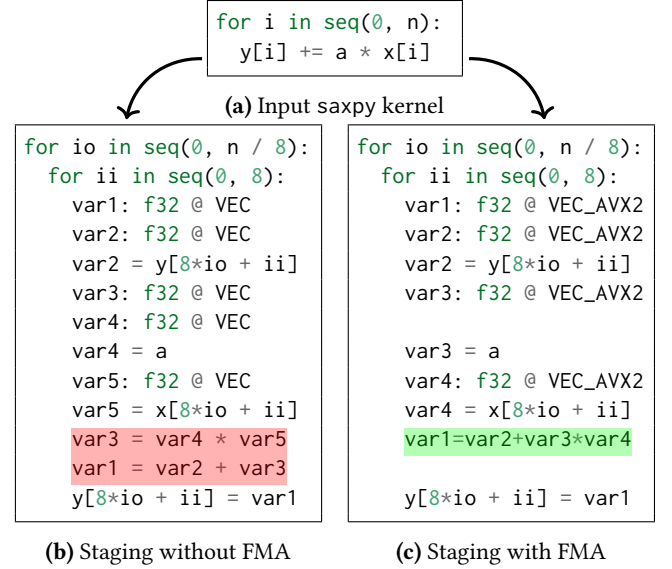 for i in seq(0, n):
y[i] += a * x[i]
(a) Input saxpy kernel
for io in seq(0, n / 8):
for ii in seq(0, 8):
var1: f32 @ VEC
var2: f32 @ VEC
var2 = y[8*io + ii]
var3: f32 @ VEC
var4: f32 @ VEC
var4 = a
var5: f32 @ VEC
var5 = x[8*io + ii]
var3 = var4 * var5
var1 = var2 + var3
y[8*io + ii] = var1
(b) Staging without FMA
for io in seq(0, n / 8):
for ii in seq(0, 8):
var1: f32 @ VEC_AVX2
var2: f32 @ VEC_AVX2
var2 = y[8*io + ii]
var3: f32 @ VEC_AVX2
var3 = a
var4: f32 @ VEC_AVX2
var4 = x[8*io + ii]
var1=var2+var3*var4
y[8*io + ii] = var1
(c) Staging with FMA